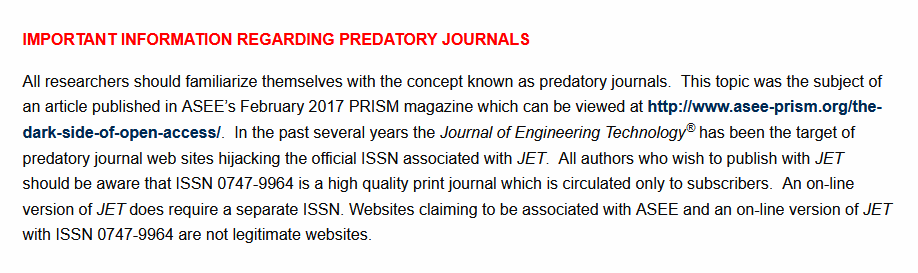 IMPORTANT INFORMATION REGARDING PREDATORY JOURNALS
All researchers should familiarize themselves with the concept known as predatory journals.  This topic was the subject of
an article published in ASEE's February 2017 PRISM magazine which can be viewed at http://www.asee-prism.org/the-
dark-side-of-open-access/.  In the past several years the Journal of Engineering Technology® has been the target of
predatory journal web sites hijacking the official ISSN associated with JET.  All authors who wish to publish with JET
should be aware that ISSN 0747-9964 is a high quality print journal which is circulated only to subscribers.  An on-line
version of JET does require a separate ISSN. Websites claiming to be associated with ASEE and an on-line version of JET
with ISSN 0747-9964 are not legitimate websites.